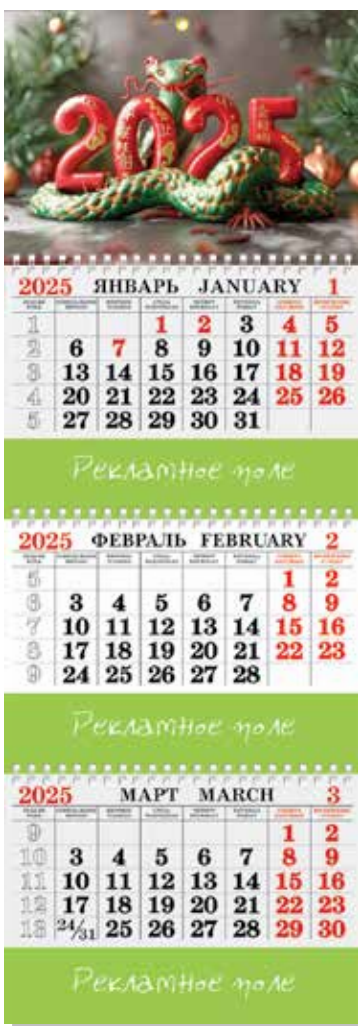 2025
2025 ЯНВАРЬ JANUARY 1
1 1 2 3 4 5
2 6 7 8 9 10 11 12
3 13 14 15 16 17 18 19
4 20 21 22 23 24 25 26
5 27 28 29 30 31
Рекламное поле
2025 ФЕВРАЛЬ FEBRUARY 2
5 1 2
6 3 4 5 6 7 8 9
7 10 11 12 13 14 15 16
8 17 18 19 20 21 22 23
9 24 25 26 27 28
Рекламное поле
2025 МАРТ MARCH 3
9 1 2
10 3 4 5 6 7 8 9
11 10 11 12 13 14 15 16
12 17 18 19 20 21 22 23
13 24/31 25 26 27 28 29 30
Рекламное поле